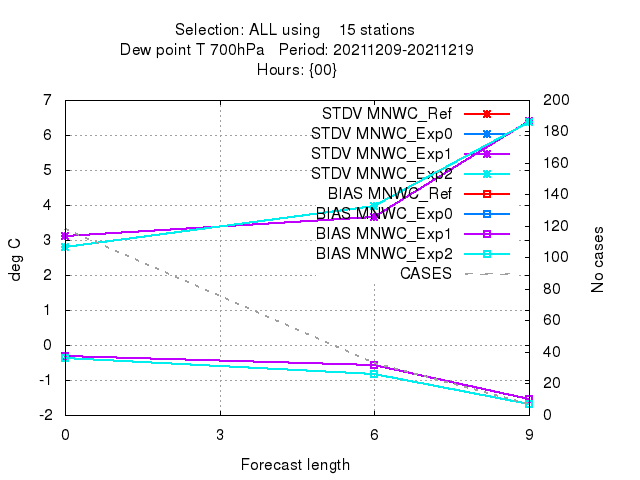 Selection: ALL using 15 stations
Dew point T 700hPa Period: 20211209-20211219
Hours: {00}
7
6
5
4
3
2
1
0
-1
-2
deg C
STDV MNWC_Ref
STDV MNWC_Exp0
STDV MNWC_Exp1
STDV MNWC_Exp2
BIAS MNWC_Ref
BIAS MNWC_Exp0
BIAS MNWC_Exp1
BIAS MNWC_Exp2
CASES
200
180
160
140
120
100
80
60
40
20
0
No cases
0 3 6 9
Forecast length